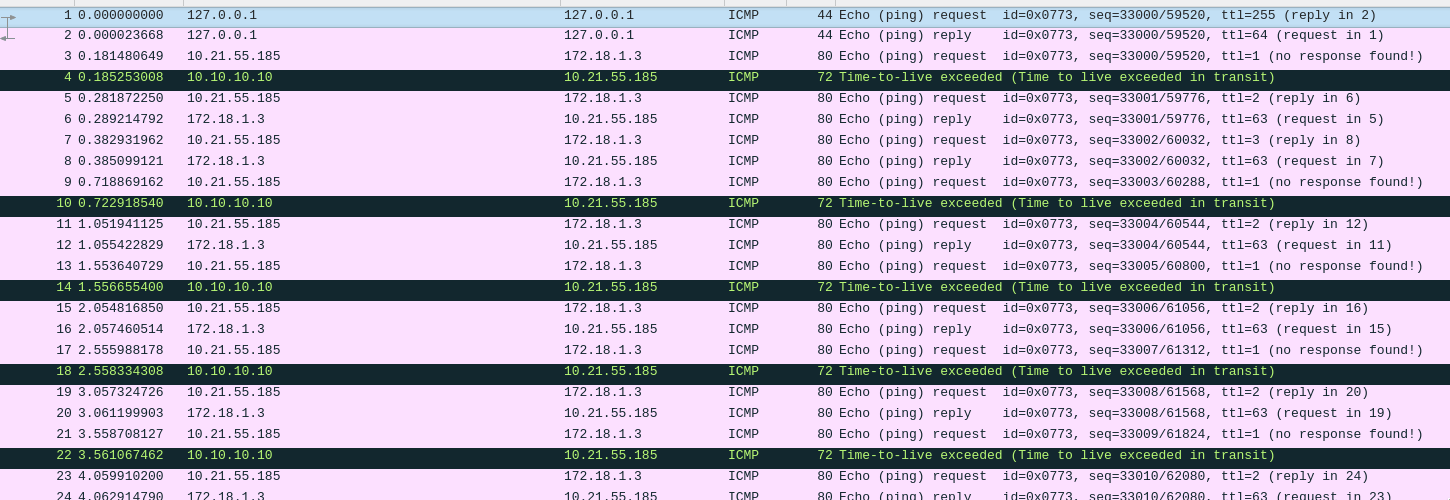 1 0.000000000 127.0.0.1 127.0.0.1 ICMP 44 Echo (ping) request id=0x0773, seq=33000/59520, ttl=255 (reply in 2)
2 0.000023668 127.0.0.1 127.0.0.1 ICMP 44 Echo (ping) reply id=0x0773, seq=33000/59520, ttl=64 (request in 1)
3 0.181480649 10.21.55.185 172.18.1.3 ICMP 80 Echo (ping) request id=0x0773, seq=33000/59520, ttl=1 (no response found!)
4 0.185253008 10.10.10.10 10.21.55.185 ICMP 72 Time-to-live exceeded (Time to live exceeded in transit)
5 0.281872250 10.21.55.185 172.18.1.3 ICMP 80 Echo (ping) request id=0x0773, seq=33001/59776, ttl=2 (reply in 6)
6 0.289214792 172.18.1.3 10.21.55.185 ICMP 80 Echo (ping) reply id=0x0773, seq=33001/59776, ttl=63 (request in 5)
7 0.382931962 10.21.55.185 172.18.1.3 ICMP 80 Echo (ping) request id=0x0773, seq=33002/60032, ttl=3 (reply in 8)
8 0.385099121 172.18.1.3 10.21.55.185 ICMP 80 Echo (ping) reply id=0x0773, seq=33002/60032, ttl=63 (request in 7)
9 0.718869162 10.21.55.185 172.18.1.3 ICMP 80 Echo (ping) request id=0x0773, seq=33003/60288, ttl=1 (no response found!)
10 0.722918540 10.10.10.10 10.21.55.185 ICMP 72 Time-to-live exceeded (Time to live exceeded in transit)
11 1.051941125 10.21.55.185 172.18.1.3 ICMP 80 Echo (ping) request id=0x0773, seq=33004/60544, ttl=2 (reply in 12)
12 1.055422829 172.18.1.3 10.21.55.185 ICMP 80 Echo (ping) reply id=0x0773, seq=33004/60544, ttl=63 (request in 11)
13 1.553640729 10.21.55.185 172.18.1.3 ICMP 80 Echo (ping) request id=0x0773, seq=33005/60800, ttl=1 (no response found!)
14 1.556655400 10.10.10.10 10.21.55.185 ICMP 72 Time-to-live exceeded (Time to live exceeded in transit)
15 2.054816850 10.21.55.185 172.18.1.3 ICMP 80 Echo (ping) request id=0x0773, seq=33006/61056, ttl=2 (reply in 16)
16 2.057460514 172.18.1.3 10.21.55.185 ICMP 80 Echo (ping) reply id=0x0773, seq=33006/61056, ttl=63 (request in 15)
17 2.555988178 10.21.55.185 172.18.1.3 ICMP 80 Echo (ping) request id=0x0773, seq=33007/61312, ttl=1 (no response found!)
18 2.558334308 10.10.10.10 10.21.55.185 ICMP 72 Time-to-live exceeded (Time to live exceeded in transit)
19 3.057324726 10.21.55.185 172.18.1.3 ICMP 80 Echo (ping) request id=0x0773, seq=33008/61568, ttl=2 (reply in 20)
20 3.061199903 172.18.1.3 10.21.55.185 ICMP 80 Echo (ping) reply id=0x0773, seq=33008/61568, ttl=63 (request in 19)
21 3.558708127 10.21.55.185 172.18.1.3 ICMP 80 Echo (ping) request id=0x0773, seq=33009/61824, ttl=1 (no response found!)
22 3.561067462 10.10.10.10 10.21.55.185 ICMP 72 Time-to-live exceeded (Time to live exceeded in transit)
23 4.059910200 10.21.55.185 172.18.1.3 ICMP 80 Echo (ping) request id=0x0773, seq=33010/62080, ttl=2 (reply in 24)
24 4.062914790 172.18.1.3 10.21.55.185 ICMP 80 Echo (ping) reply id=0x0773, seq=33010/62080, ttl=63 (request in 23)